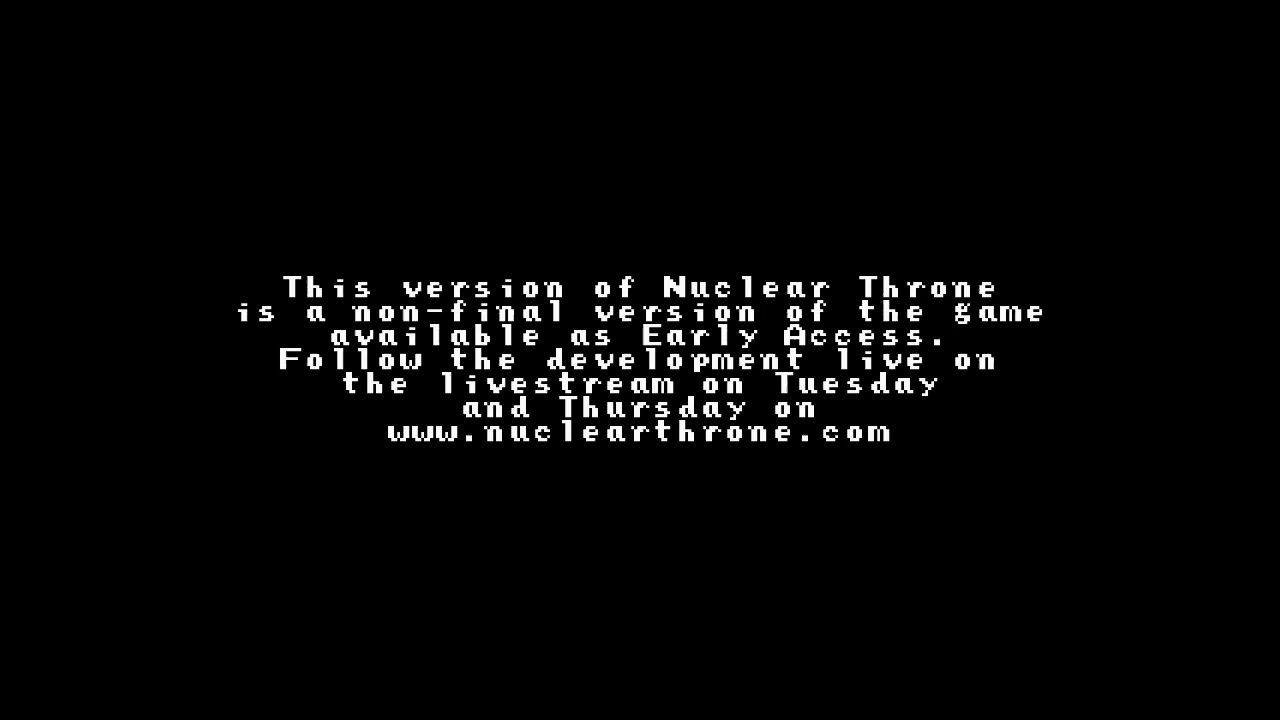 This version of Nuclear Throne
is a non-final version of the game
available as Early Access.
Follow the development live on
the livestream on Tuesday
and Thursday on
www.nuclearthrone.com